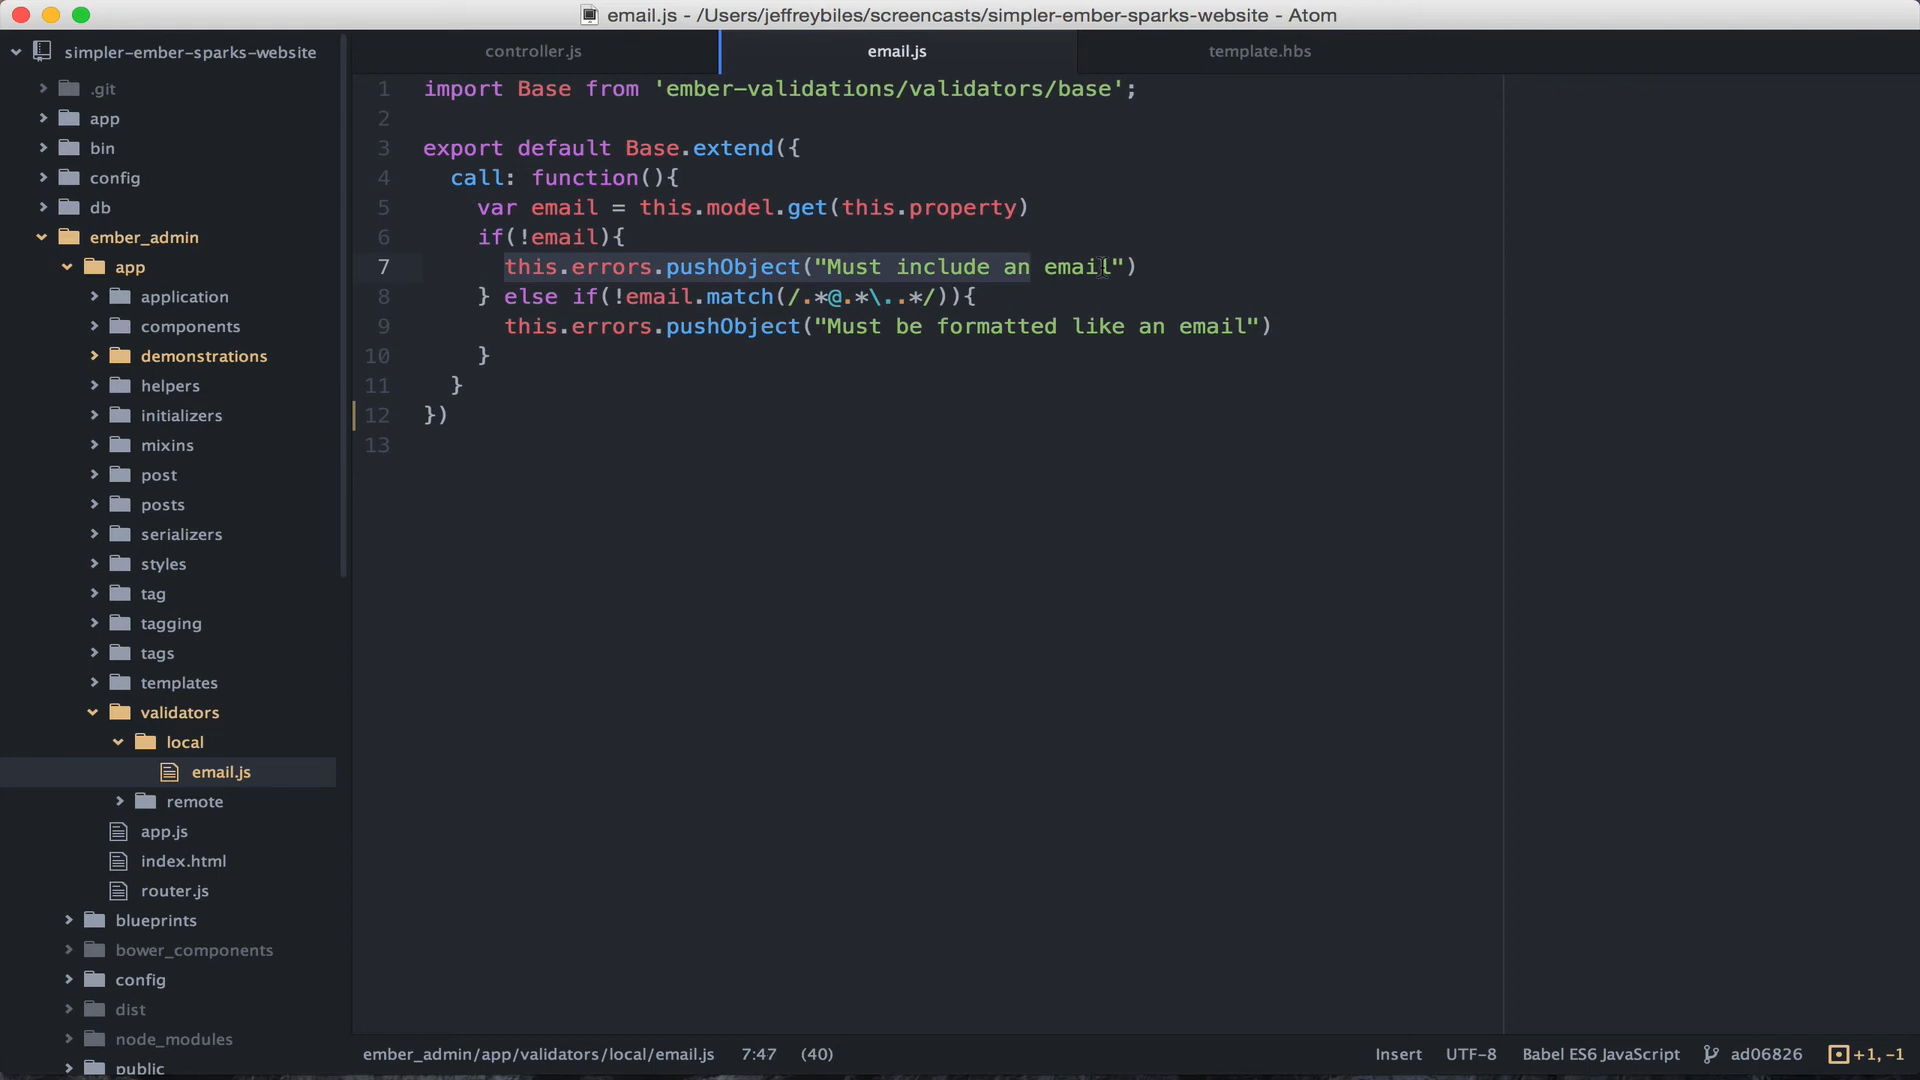 email.js - /Users/jeffreybiles/screencasts/simpler-ember-sparks-website - Atom
simpler-ember-sparks-website
.git
app
bin
config
db
ember_admin
app
application
components
demonstrations
helpers
initializers
mixins
post
posts
serializers
styles
tag
tagging
tags
templates
validators
local
email.js
remote
app.js
index.html
router.js
blueprints
bower_components
config
dist
node_modules
public
controller.js
email.js
template.hbs
1 import Base from 'ember-validations/validators/base';
2
3 export default Base.extend({
4 call: function(){
5 var email = this.model.get(this.property)
6 if(!email){
7 this.errors.pushObject("Must include an email")
8 } else if(!email.match(/.*@.*\..*/)){
9 this.errors.pushObject("Must be formatted like an email")
10 }
11 }
12 })
13
ember_admin/app/validators/local/email.js 7:47 (40) Insert UTF-8 Babel ES6 JavaScript ad06826 +1, -1